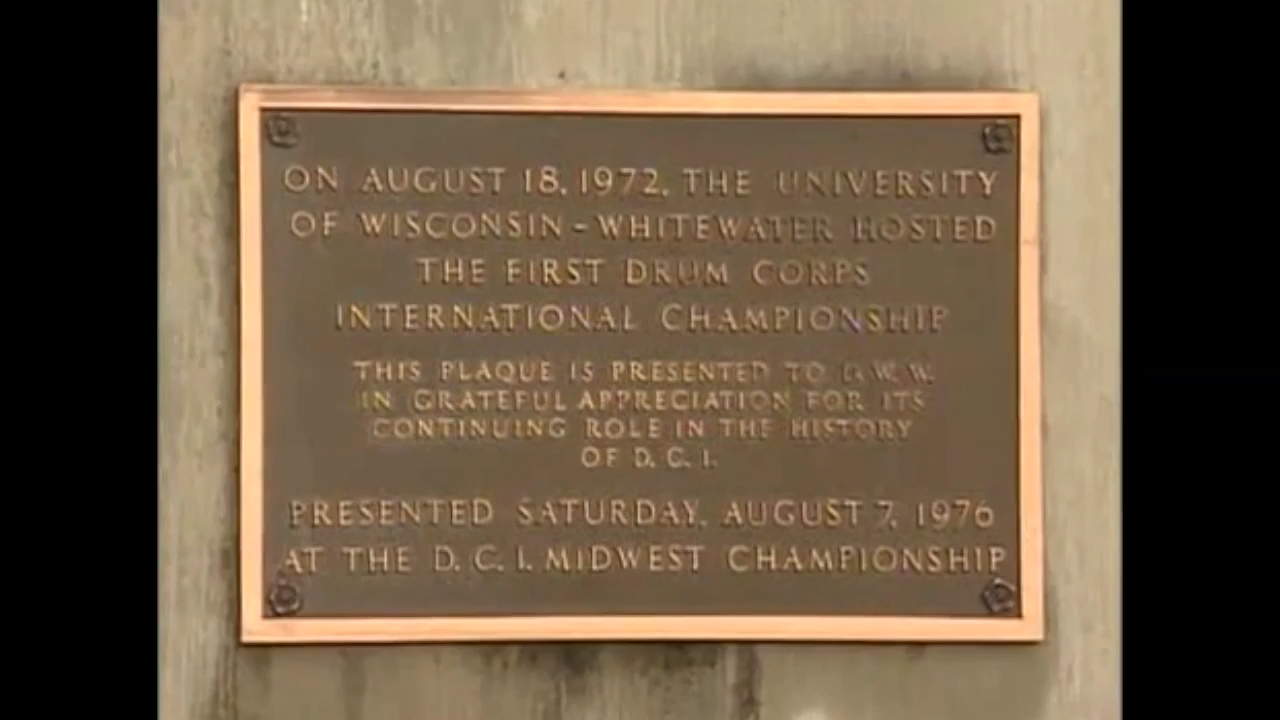 ON AUGUST 18, 1972, THE UNIVERSITY
OF WISCONSIN-WHITEWATER HOSTED
THE FIRST DRUM CORPS
INTERNATIONAL CHAMPIONSHIP
THIS PLAQUE IS PRESENTED TO U.W.W.
IN GRATEFUL APPRECIATION FOR ITS
CONTINUING ROLE IN THE HISTORY
OF D.C.I.
PRESENTED SATURDAY, AUGUST 7, 1976
AT THE D.C.I. MIDWEST CHAMPIONSHIP